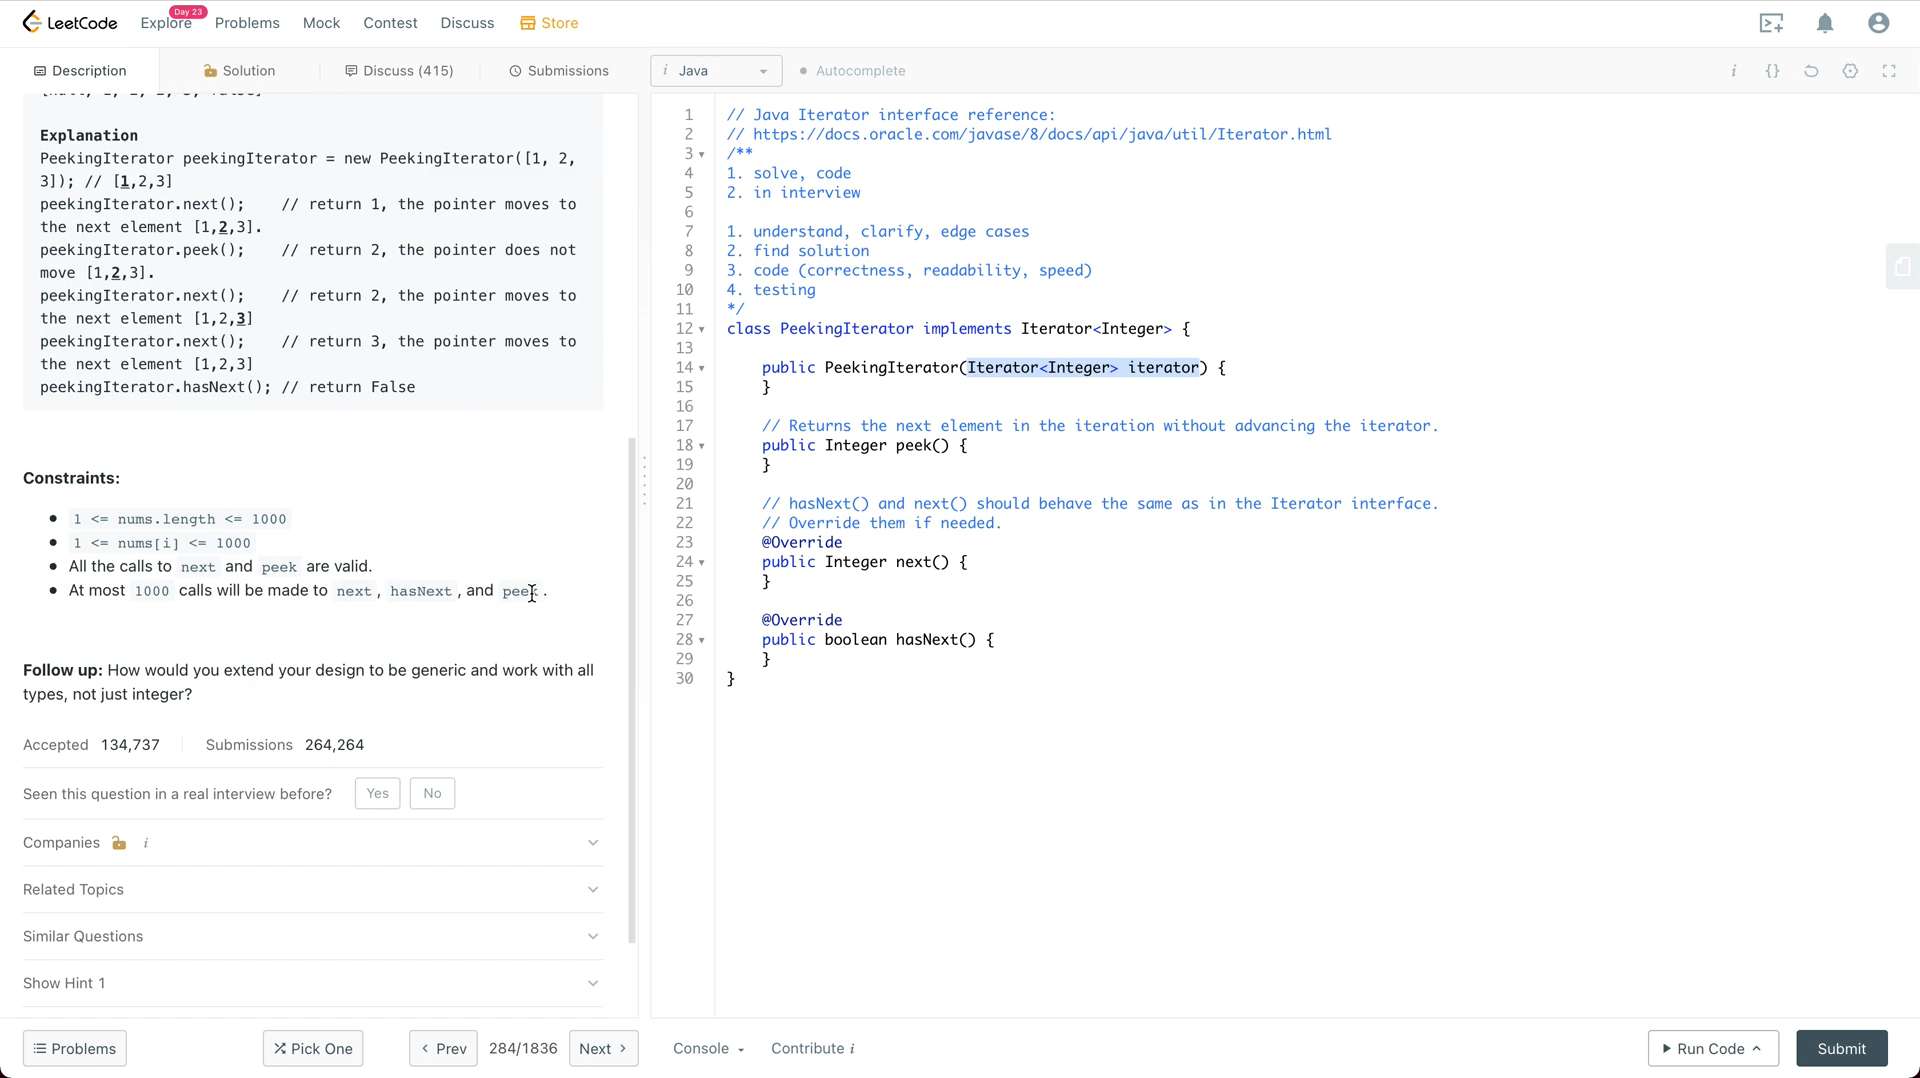 LeetCode
Explore
Day 23
Problems
Mock
Contest
Discuss
Store
Description
Solution
Discuss (415)
Submissions
i Java
Autocomplete
Explanation
PeekingIterator peekingIterator = new PeekingIterator([1, 2,
3]); // [1,2,3]
peekingIterator.next();    // return 1, the pointer moves to
the next element [1,2,3].
peekingIterator.peek();    // return 2, the pointer does not
move [1,2,3].
peekingIterator.next();    // return 2, the pointer moves to
the next element [1,2,3]
peekingIterator.next();    // return 3, the pointer moves to
the next element [1,2,3]
peekingIterator.hasNext(); // return False
Constraints:
1 <= nums.length <= 1000
1 <= nums[i] <= 1000
All the calls to next and peek are valid.
At most 1000 calls will be made to next, hasNext, and peek.
Follow up: How would you extend your design to be generic and work with all
types, not just integer?
Accepted 134,737 Submissions 264,264
Seen this question in a real interview before? Yes No
Companies i
Related Topics
Similar Questions
Show Hint 1
Problems
Pick One
Prev
284/1836
Next
i {}
1 // Java Iterator interface reference:
2 // https://docs.oracle.com/javase/8/docs/api/java/util/Iterator.html
3 /**
4 1. solve, code
5 2. in interview
6
7 1. understand, clarify, edge cases
8 2. find solution
9 3. code (correctness, readability, speed)
10 4. testing
11 */
12 class PeekingIterator implements Iterator<Integer> {
13
14     public PeekingIterator(Iterator<Integer> iterator) {
15     }
16
17     // Returns the next element in the iteration without advancing the iterator.
18     public Integer peek() {
19     }
20
21     // hasNext() and next() should behave the same as in the Iterator interface.
22     // Override them if needed.
23     @Override
24     public Integer next() {
25     }
26
27     @Override
28     public boolean hasNext() {
29     }
30 }
Console
Contribute i
Run Code
Submit